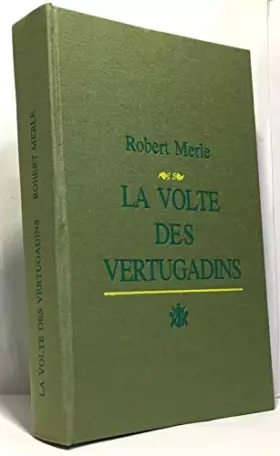 Robert Merle
LA VOLTE
DES
VERTUGADINS
LA VOLTE DES VERTUGADINS ROBERT MERLE